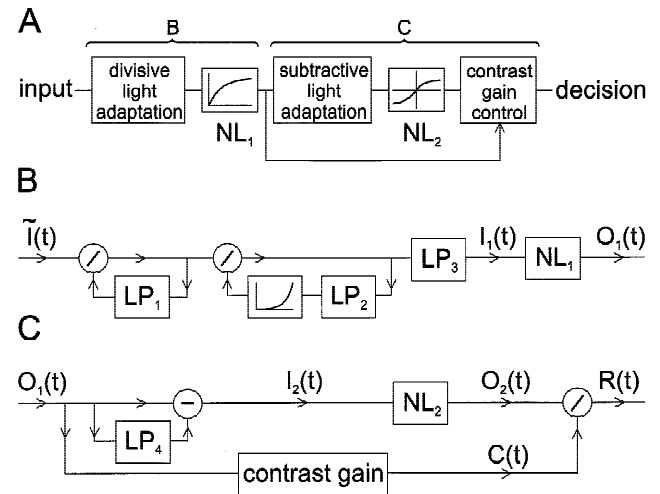 A
B
C
input
divisive
light
adaptation
NL₁
subtractive
light
adaptation
NL₂
contrast
gain
control
decision
B
Ĩ(t)
LP₁
LP₂
LP₃
I₁(t)
NL₁
O₁(t)
C
O₁(t)
LP₄
I₂(t)
NL₂
O₂(t)
R(t)
contrast gain
C(t)